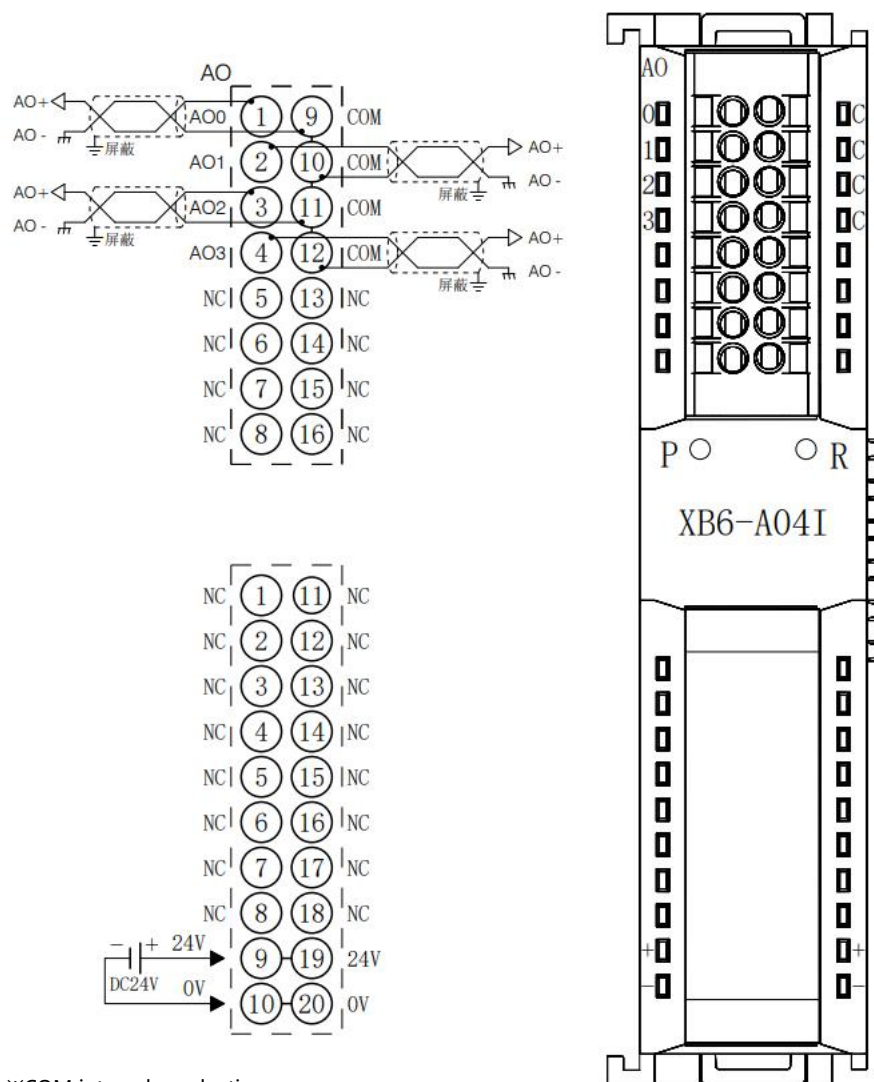 AO
AO+ AO0 1 9 COM
AO- 屏蔽
AO1 2 10 COM AO+
屏蔽 AO-
AO+ AO2 3 11 COM
AO- 屏蔽
AO3 4 12 COM AO+
屏蔽 AO-
NC 5 13 NC
NC 6 14 NC
NC 7 15 NC
NC 8 16 NC
NC 1 11 NC
NC 2 12 NC
NC 3 13 NC
NC 4 14 NC
NC 5 15 NC
NC 6 16 NC
NC 7 17 NC
NC 8 18 NC
- + 24V 9 19 24V
DC24V
0V 10 20 0V
AO
0 C
1 C
2 C
3 C
P R
XB6-A04I
+ +
- -